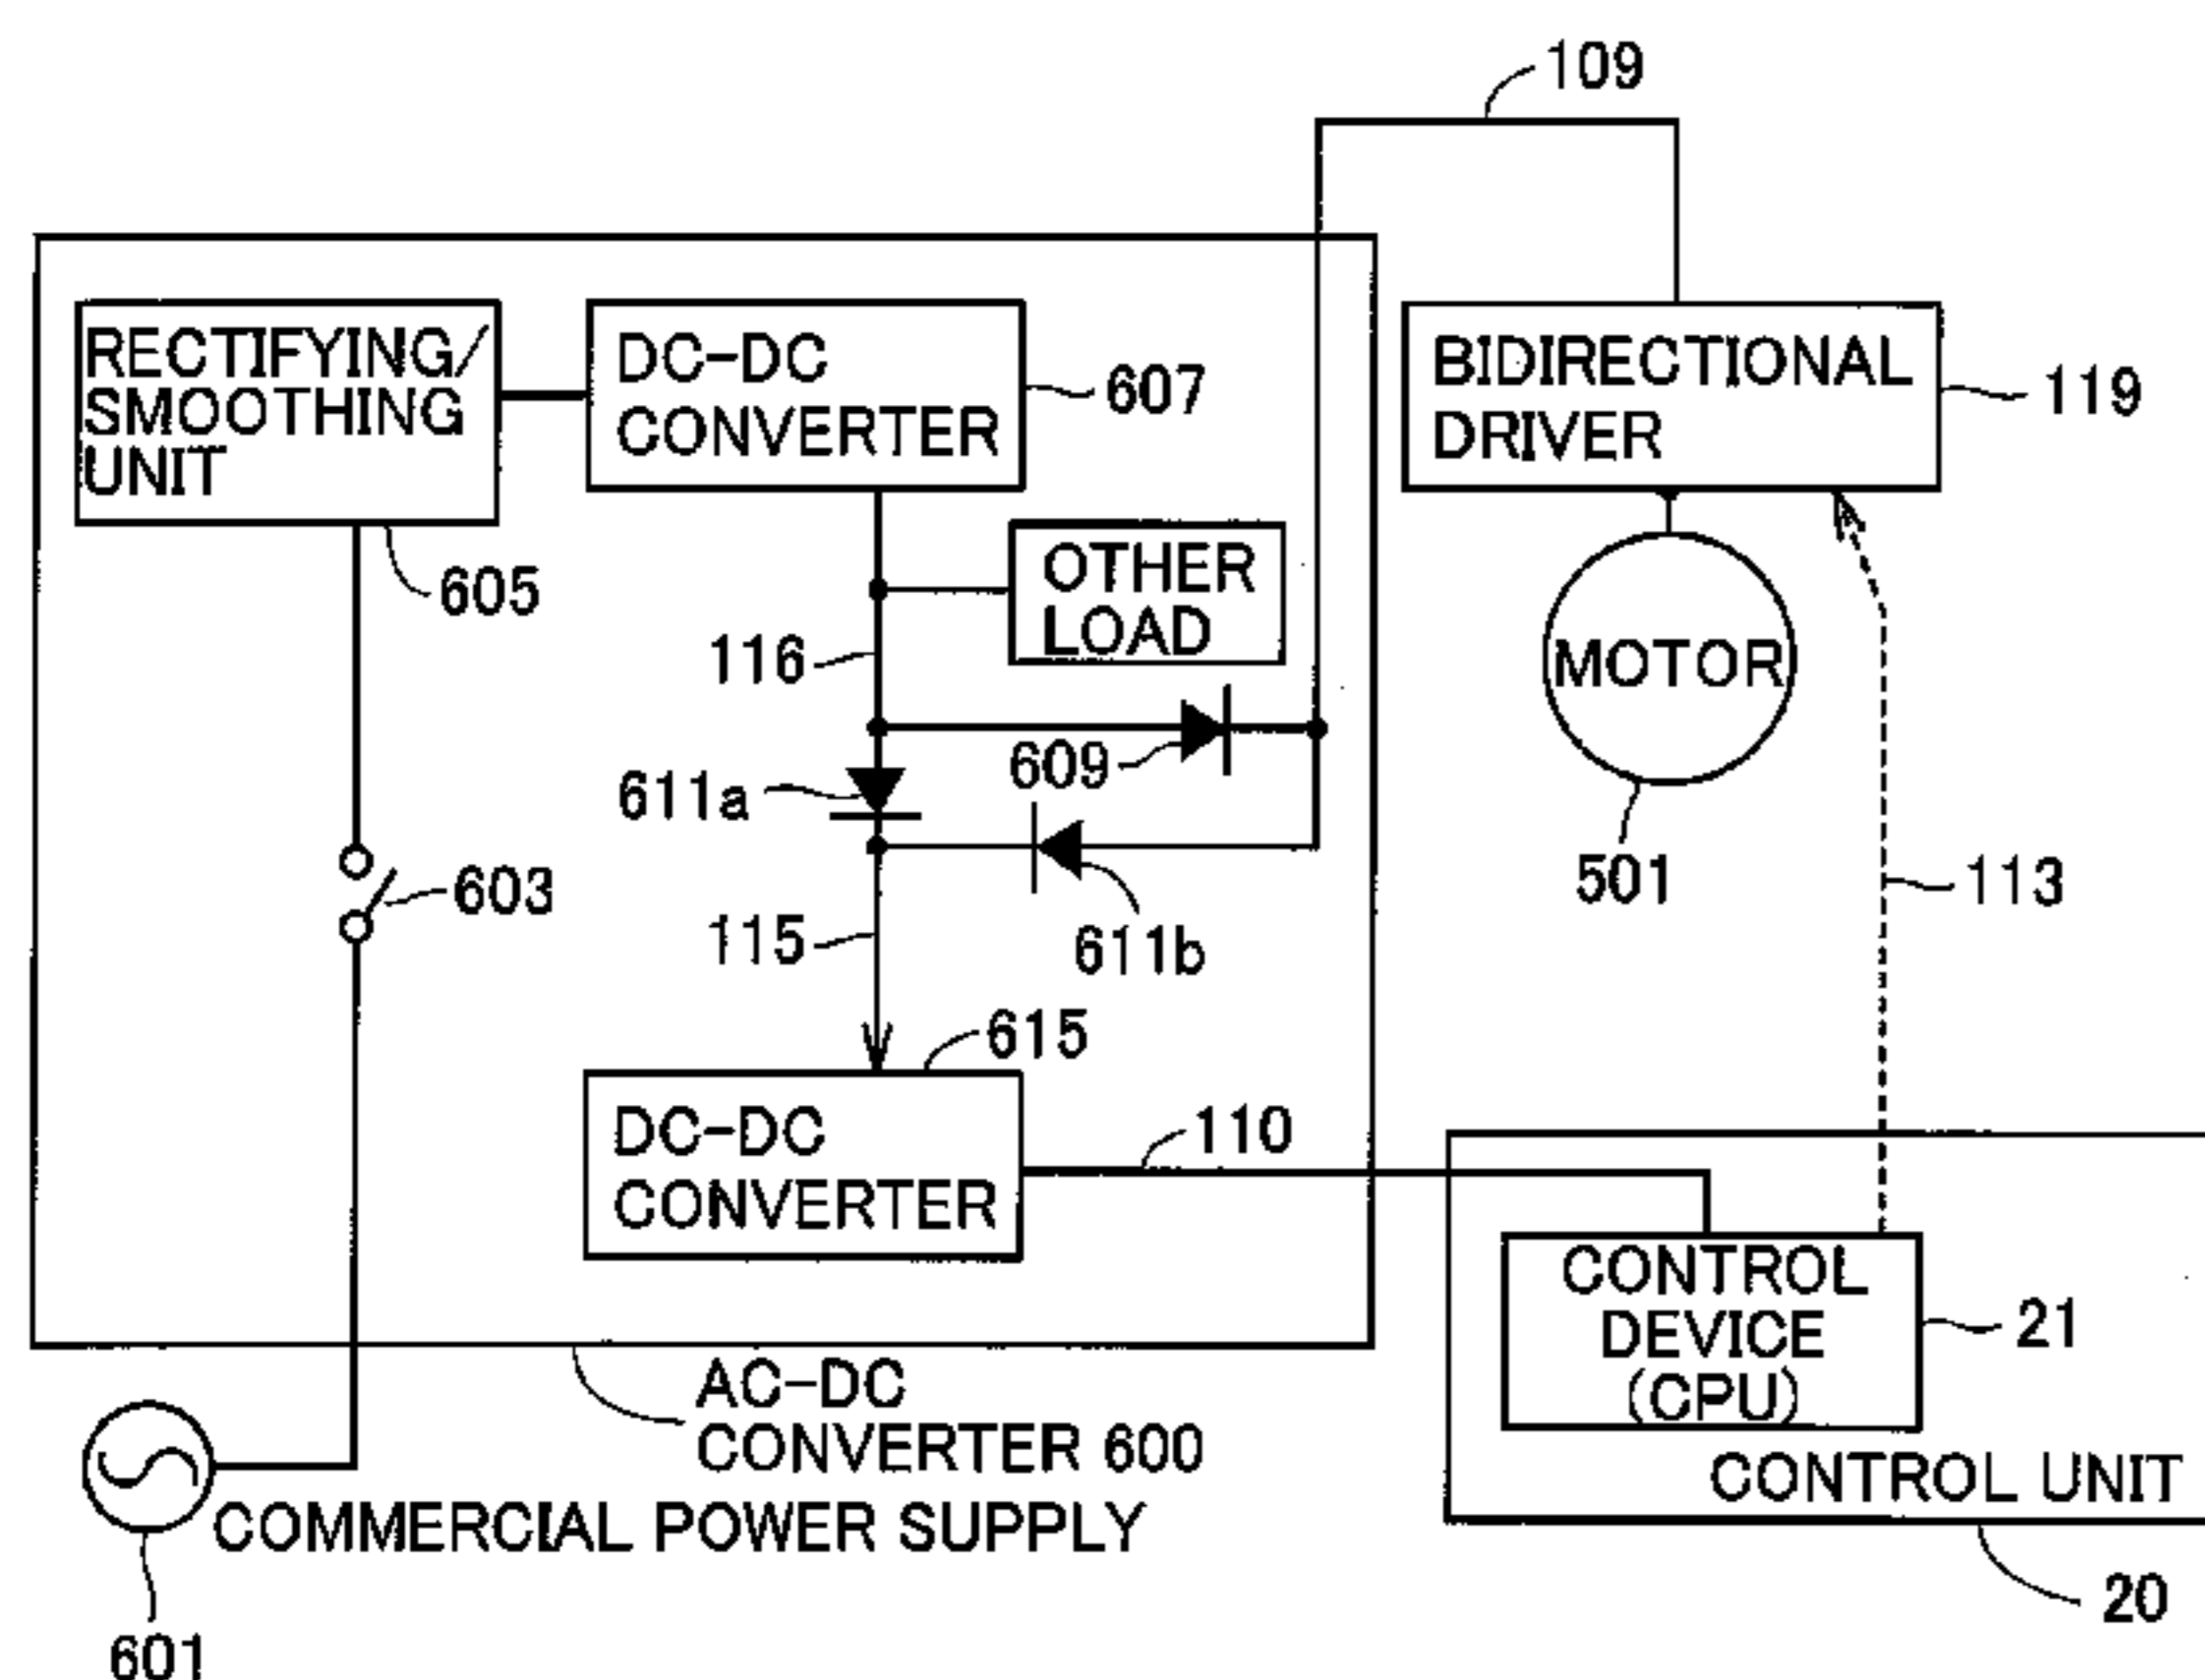 109
RECTIFYING/
SMOOTHING
UNIT
DC-DC
CONVERTER
607
BIDIRECTIONAL
DRIVER
119
605
OTHER
LOAD
116
MOTOR
609
611a
603
501
113
115
611b
615
DC-DC
CONVERTER
110
CONTROL
DEVICE
(CPU)
21
AC-DC
CONVERTER 600
CONTROL UNIT
COMMERCIAL POWER SUPPLY
20
601